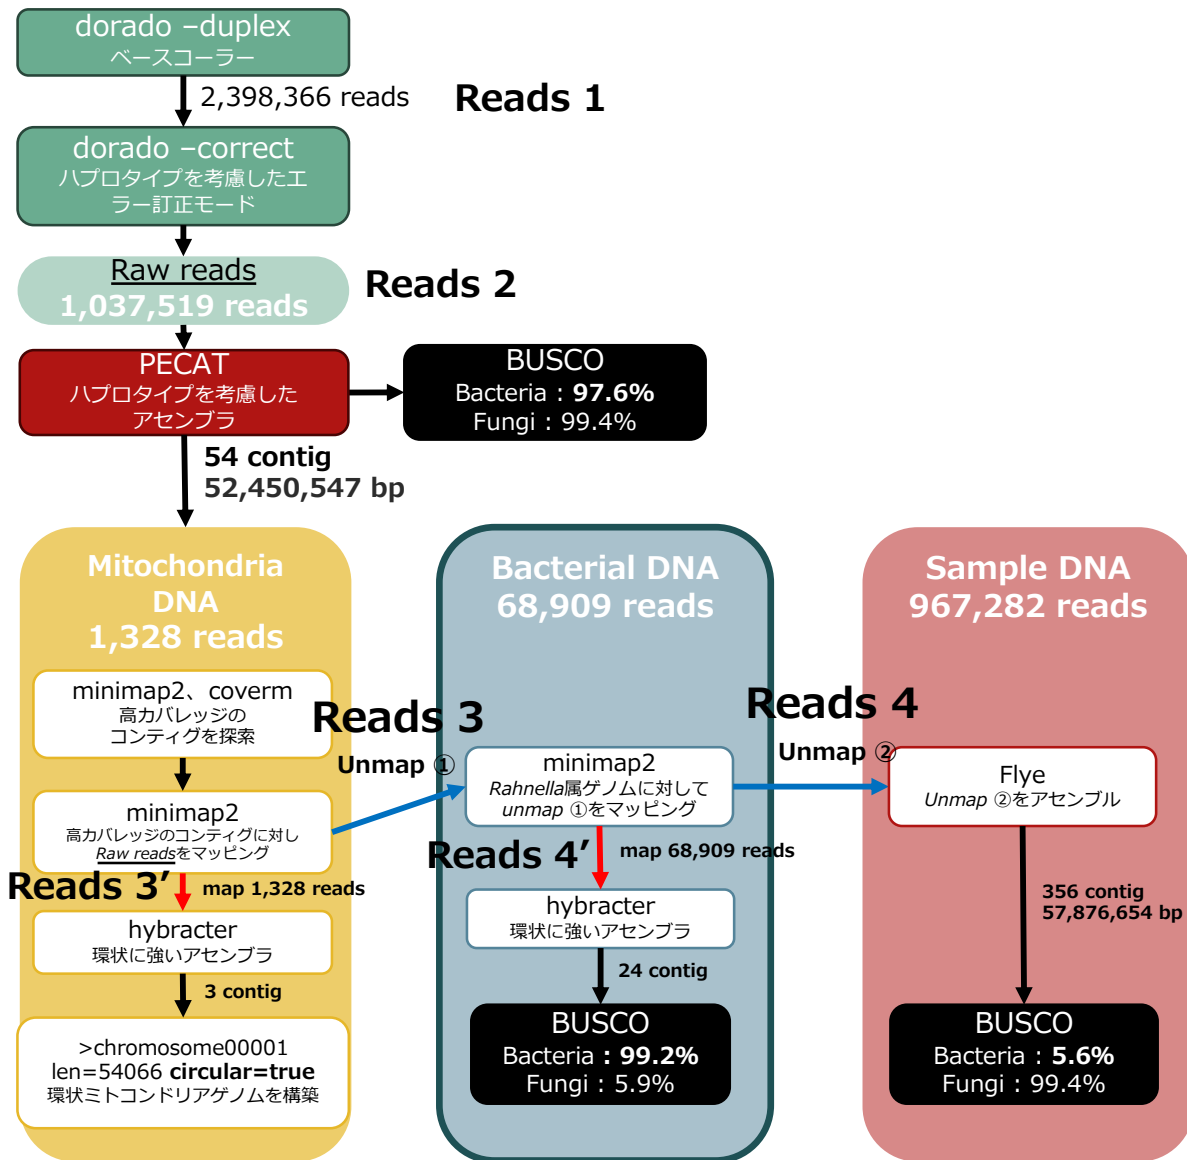 dorado –duplex
ベースコーラー
2,398,366 reads
Reads 1
dorado –correct
ハプロタイプを考慮したエ
ラー訂正モード
Raw reads
1,037,519 reads
Reads 2
PECAT
ハプロタイプを考慮した
アセンブラ
BUSCO
Bacteria : 97.6%
Fungi : 99.4%
54 contig
52,450,547 bp
Mitochondria
DNA
1,328 reads
minimap2、coverm
高カバレッジの
コンティグを探索
minimap2
高カバレッジのコンティグに対し
Raw readsをマッピング
Reads 3’
map 1,328 reads
hybracter
環状に強いアセンブラ
3 contig
>chromosome00001
len=54066 circular=true
環状ミトコンドリアゲノムを構築
Reads 3
Unmap ①
Bacterial DNA
68,909 reads
minimap2
Rahnella属ゲノムに対して
unmap ①をマッピング
Reads 4’
map 68,909 reads
hybracter
環状に強いアセンブラ
24 contig
BUSCO
Bacteria : 99.2%
Fungi : 5.9%
Reads 4
Unmap ②
Sample DNA
967,282 reads
Flye
Unmap ②をアセンブル
356 contig
57,876,654 bp
BUSCO
Bacteria : 5.6%
Fungi : 99.4%